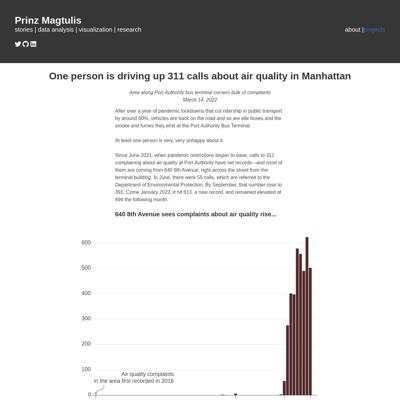 Prinz Magtulis
stories | data analysis | visualization | research
about |projects
One person is driving up 311 calls about air quality in Manhattan
Area along Port Authority bus terminal corners bulk of complaints
March 14, 2022
After over a year of pandemic lockdowns that cut ridership in public transport
by around 80%, vehicles are back on the road and so are idle buses and the
smoke and fumes they emit at the Port Authority Bus Terminal.
At least one person is very, very unhappy about it.
Since June 2021, when pandemic restrictions began to ease, calls to 311
complaining about air quality at Port Authority have set records—and most of
them are coming from 640 8th Avenue, right across the street from the
terminal building. In June, there were 55 calls, which are referred to the
Department of Environmental Protection. By September, that number rose to
391. Come January 2022, it hit 613, a new record, and remained elevated at
494 the following month.
640 8th Avenue sees complaints about air quality rise...
600
500
400
300
200
100
Air quality complaints
in the area first recorded in 2016
0